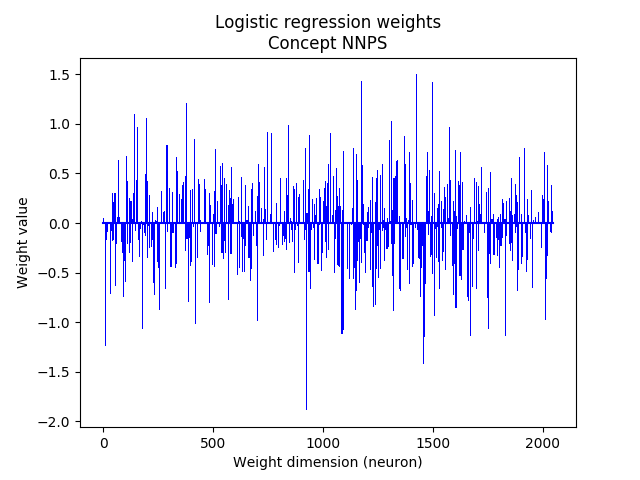 Logistic regression weights
Concept NNPS
1.5
1.0
0.5
0.0
−0.5
−1.0
−1.5
−2.0
Weight value
0 500 1000 1500 2000
Weight dimension (neuron)